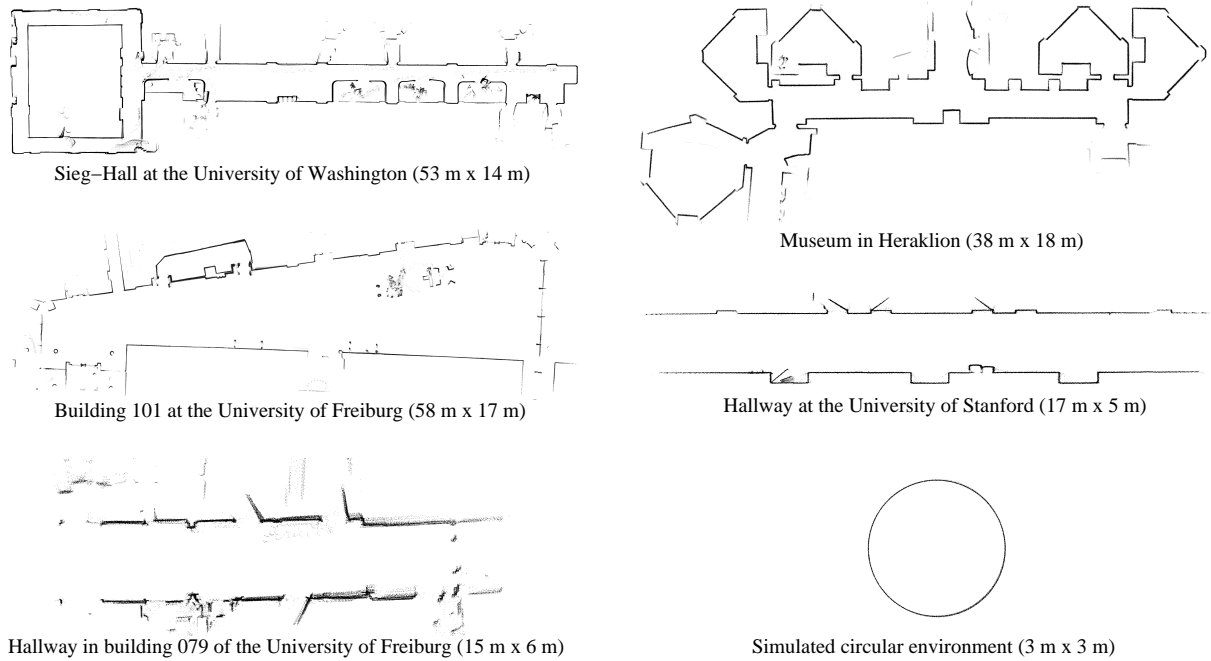 Sieg−Hall at the University of Washington (53 m x 14 m)
Museum in Heraklion (38 m x 18 m)
Building 101 at the University of Freiburg (58 m x 17 m)
Hallway at the University of Stanford (17 m x 5 m)
Hallway in building 079 of the University of Freiburg (15 m x 6 m)
Simulated circular environment (3 m x 3 m)